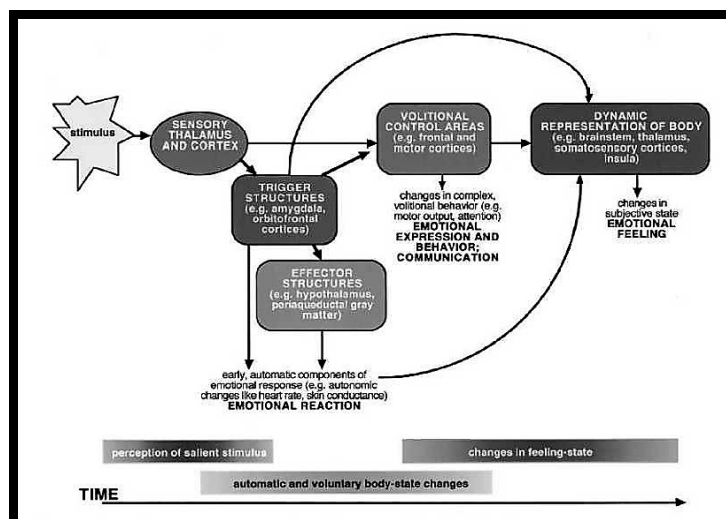 stimulus
SENSORY
THALAMUS
AND CORTEX
VOLITIONAL
CONTROL AREAS
(e.g. frontal and
motor cortices)
DYNAMIC
REPRESENTATION OF BODY
(e.g. brainstem, thalamus,
somatosensory cortices,
insula)
TRIGGER
STRUCTURES
(e.g. amygdala,
orbitofrontal
cortices)
changes in complex,
volitional behavior (e.g.
motor output, attention)
EMOTIONAL
EXPRESSION AND
BEHAVIOR;
COMMUNICATION
changes in
subjective state
EMOTIONAL
FEELING
EFFECTOR
STRUCTURES
(e.g. hypothalamus,
periaqueductal gray
matter)
early, automatic components of
emotional response (e.g. autonomic
changes like heart rate, skin conductance)
EMOTIONAL REACTION
perception of salient stimulus
changes in feeling-state
automatic and voluntary body-state changes
TIME